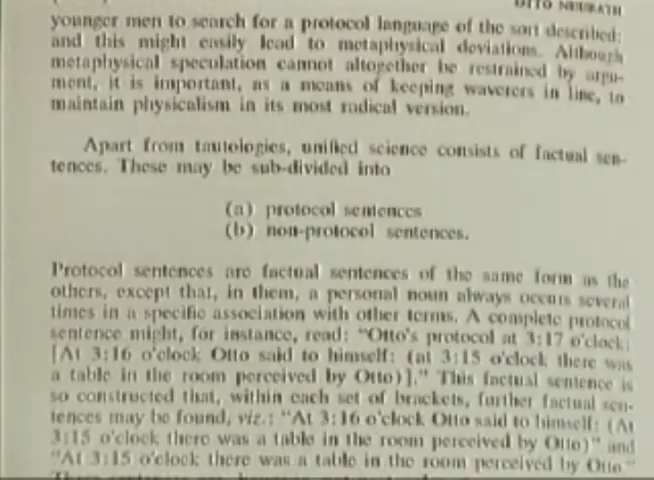 OTTO NEURATH
younger men to search for a protocol language of the sort described;
and this might easily lead to metaphysical deviations. Although
metaphysical speculation cannot altogether be restrained by argu-
ment, it is important, as a means of keeping waverers in line, to
maintain physicalism in its most radical version.
Apart from tautologies, unified science consists of factual sen-
tences. These may be sub-divided into
(a) protocol sentences
(b) non-protocol sentences.
Protocol sentences are factual sentences of the same form as the
others, except that, in them, a personal noun always occurs several
times in a specific association with other terms. A complete protocol
sentence might, for instance, read: "Otto's protocol at 3:17 o'clock:
[At 3:16 o'clock Otto said to himself: (at 3:15 o'clock there was
a table in the room perceived by Otto)]." This factual sentence is
so constructed that, within each set of brackets, further factual sen-
tences may be found, viz.: "At 3:16 o'clock Otto said to himself: (At
3:15 o'clock there was a table in the room perceived by Otto)" and
"At 3:15 o'clock there was a table in the room perceived by Otto"